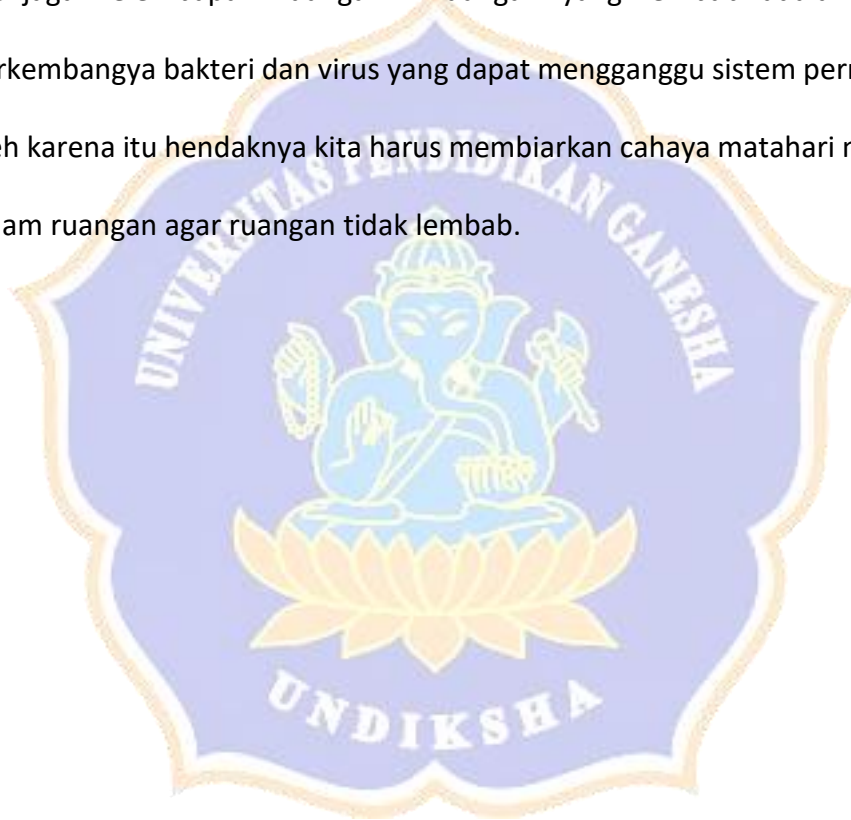 rkembangya bakteri dan virus yang dapat mengganggu sistem
eh karena itu hendaknya kita harus membiarkan cahaya matahari
am ruangan agar ruangan tidak lembab.
UNIVERSITAS PENDIDIKAN GANESHA
UNDIKSHA